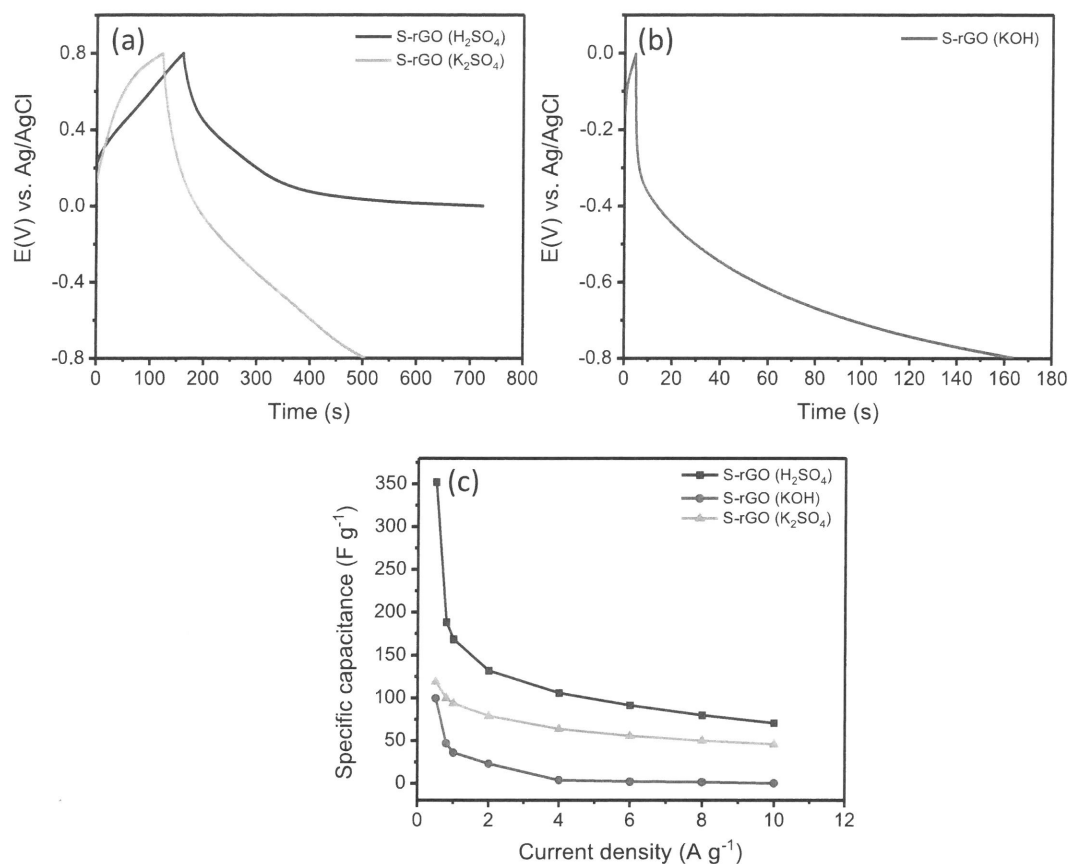 (a)
S-rGO (H₂SO₄)
S-rGO (K₂SO₄)
E(V) vs. Ag/AgCl
0.8
0.4
0.0
-0.4
-0.8
0 100 200 300 400 500 600 700 800
Time (s)
(b)
S-rGO (KOH)
E(V) vs. Ag/AgCl
0.0
-0.2
-0.4
-0.6
-0.8
0 20 40 60 80 100 120 140 160 180
Time (s)
(c)
S-rGO (H₂SO₄)
S-rGO (KOH)
S-rGO (K₂SO₄)
Specific capacitance (F g⁻¹)
350
300
250
200
150
100
50
0
0 2 4 6 8 10 12
Current density (A g⁻¹)